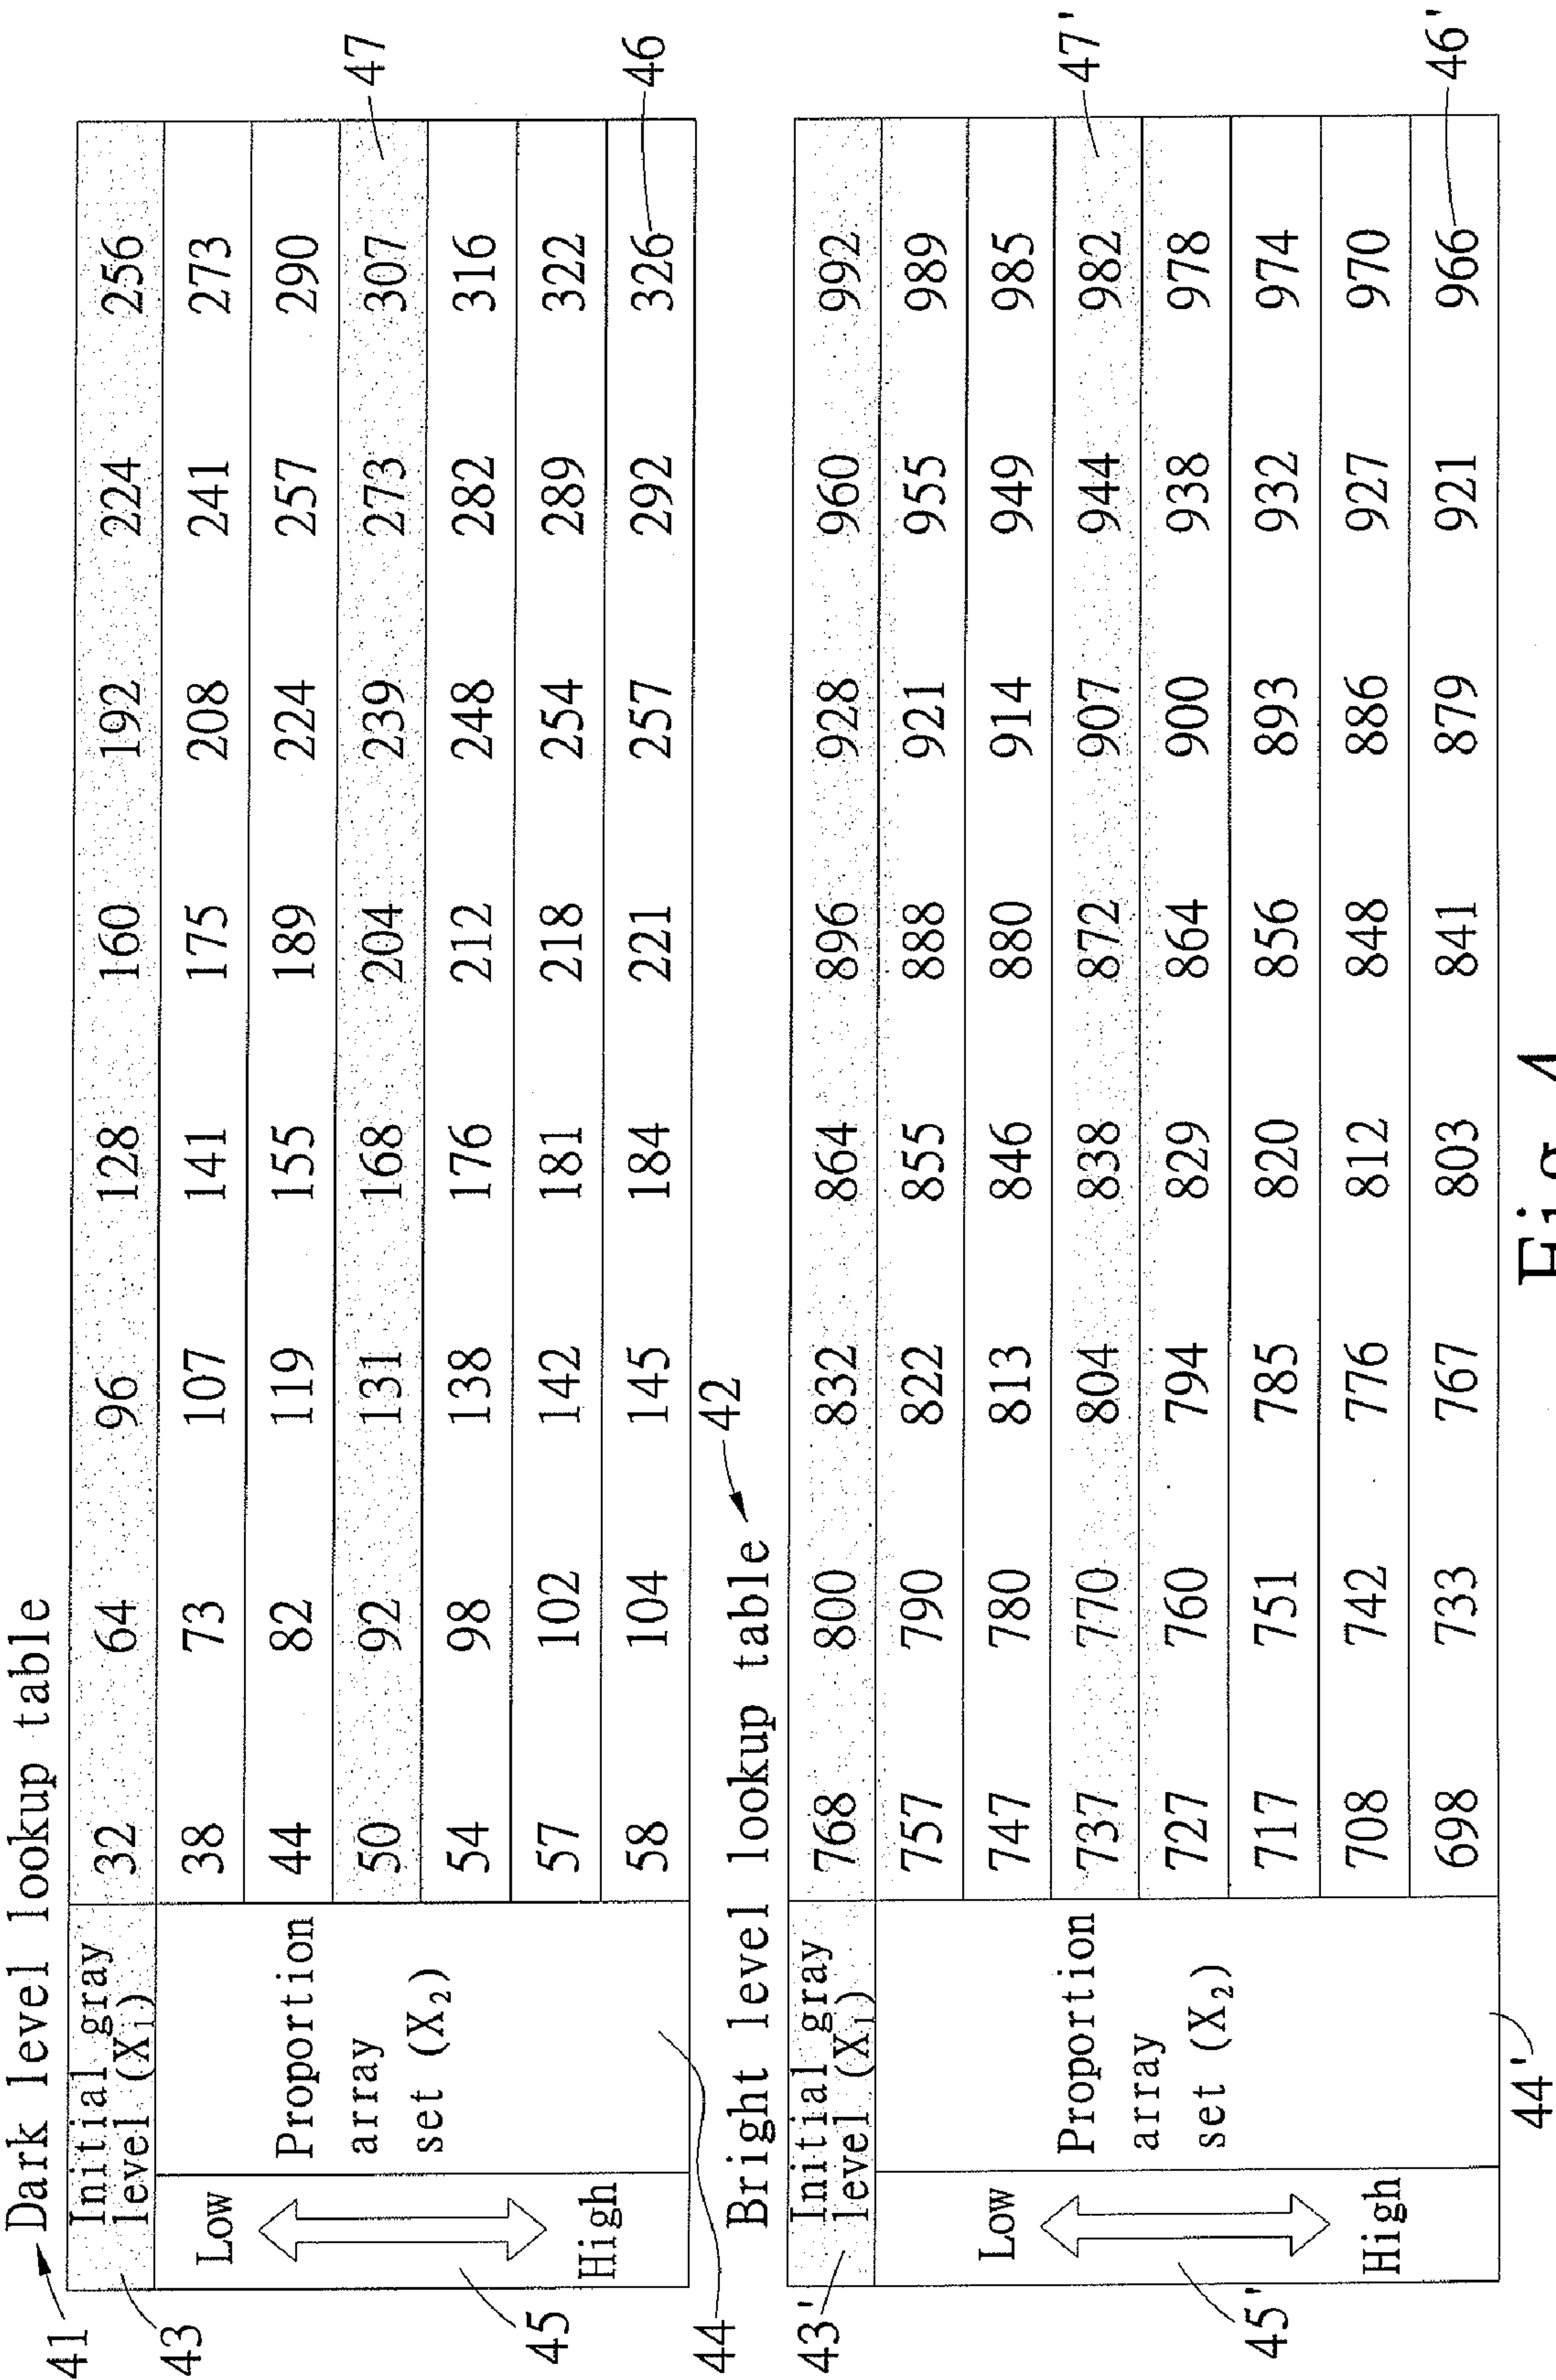 41
Dark level lookup table
43
Initial gray level (X₁) 32 64 96 128 160 192 224 256
Low
High
45
Proportion array set (X₂)
44
38 73 107 141 175 208 241 273
44 82 119 155 189 224 257 290
50 92 131 168 204 239 273 307
47
54 98 138 176 212 248 282 316
57 102 142 181 218 254 289 322
58 104 145 184 221 257 292 326
46
Bright level lookup table
42
43'
Initial gray level (X₁) 768 800 832 864 896 928 960 992
Low
High
45'
Proportion array set (X₂)
44'
757 790 822 855 888 921 955 989
747 780 813 846 880 914 949 985
737 770 804 838 872 907 944 982
47'
727 760 794 829 864 900 938 978
717 751 785 820 856 893 932 974
708 742 776 812 848 886 927 970
698 733 767 803 841 879 921 966
46'